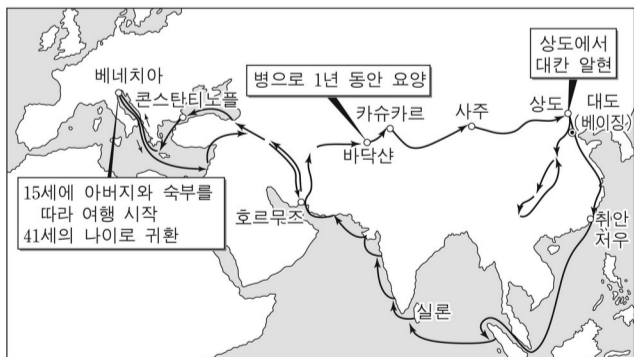 베네치아
콘스탄티노플
병으로 1년 동안 요양
카슈카르
바닥샨
사주
상도
상도에서
대칸 알현
대도
(베이징)
15세에 아버지와 숙부를
따라 여행 시작
41세의 나이로 귀환
호르무즈
취안
저우
실론